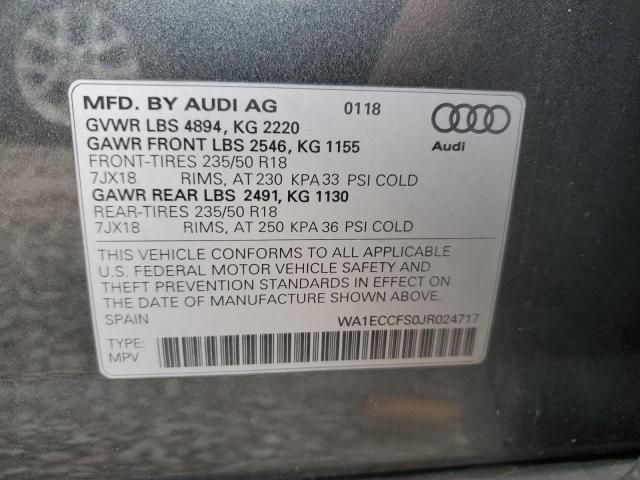 MFD. BY AUDI AG 0118
GVWR LBS 4894, KG 2220
GAWR FRONT LBS 2546, KG 1155
FRONT-TIRES 235/50 R18
7JX18 RIMS, AT 230 KPA 33 PSI COLD
GAWR REAR LBS 2491, KG 1130
REAR-TIRES 235/50 R18
7JX18 RIMS, AT 250 KPA 36 PSI COLD
Audi
THIS VEHICLE CONFORMS TO ALL APPLICABLE
U.S. FEDERAL MOTOR VEHICLE SAFETY AND
THEFT PREVENTION STANDARDS IN EFFECT ON
THE DATE OF MANUFACTURE SHOWN ABOVE.
SPAIN WA1ECCFS0JR024717
TYPE:
MPV